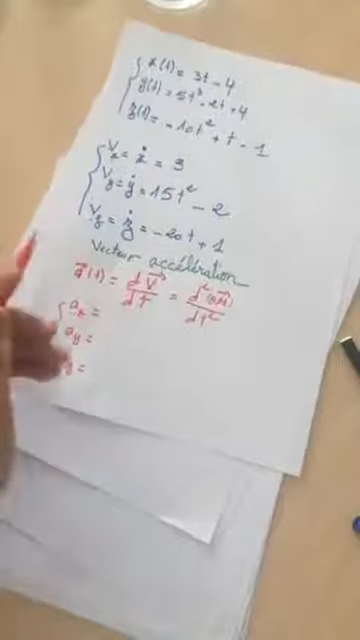 x(t) = 3t - 4
y(t) = 5t³ - 2t + 4
z(t) = -10t² + t - 1
Vx = ẋ = 3
Vy = ẏ = 15t² - 2
Vz = ż = -20t + 1
Vecteur accélération
a⃗(t) = dV⃗/dt = d²(OM⃗)/dt²
ax =
ay =